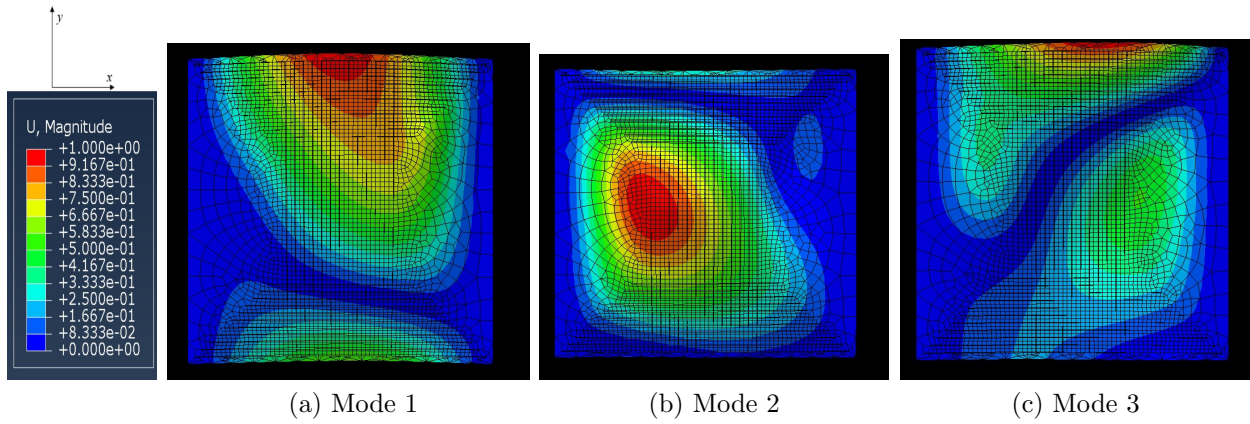 y
x
U, Magnitude
+1.000e+00
+9.167e-01
+8.333e-01
+7.500e-01
+6.667e-01
+5.833e-01
+5.000e-01
+4.167e-01
+3.333e-01
+2.500e-01
+1.667e-01
+8.333e-02
+0.000e+00
(a) Mode 1
(b) Mode 2
(c) Mode 3